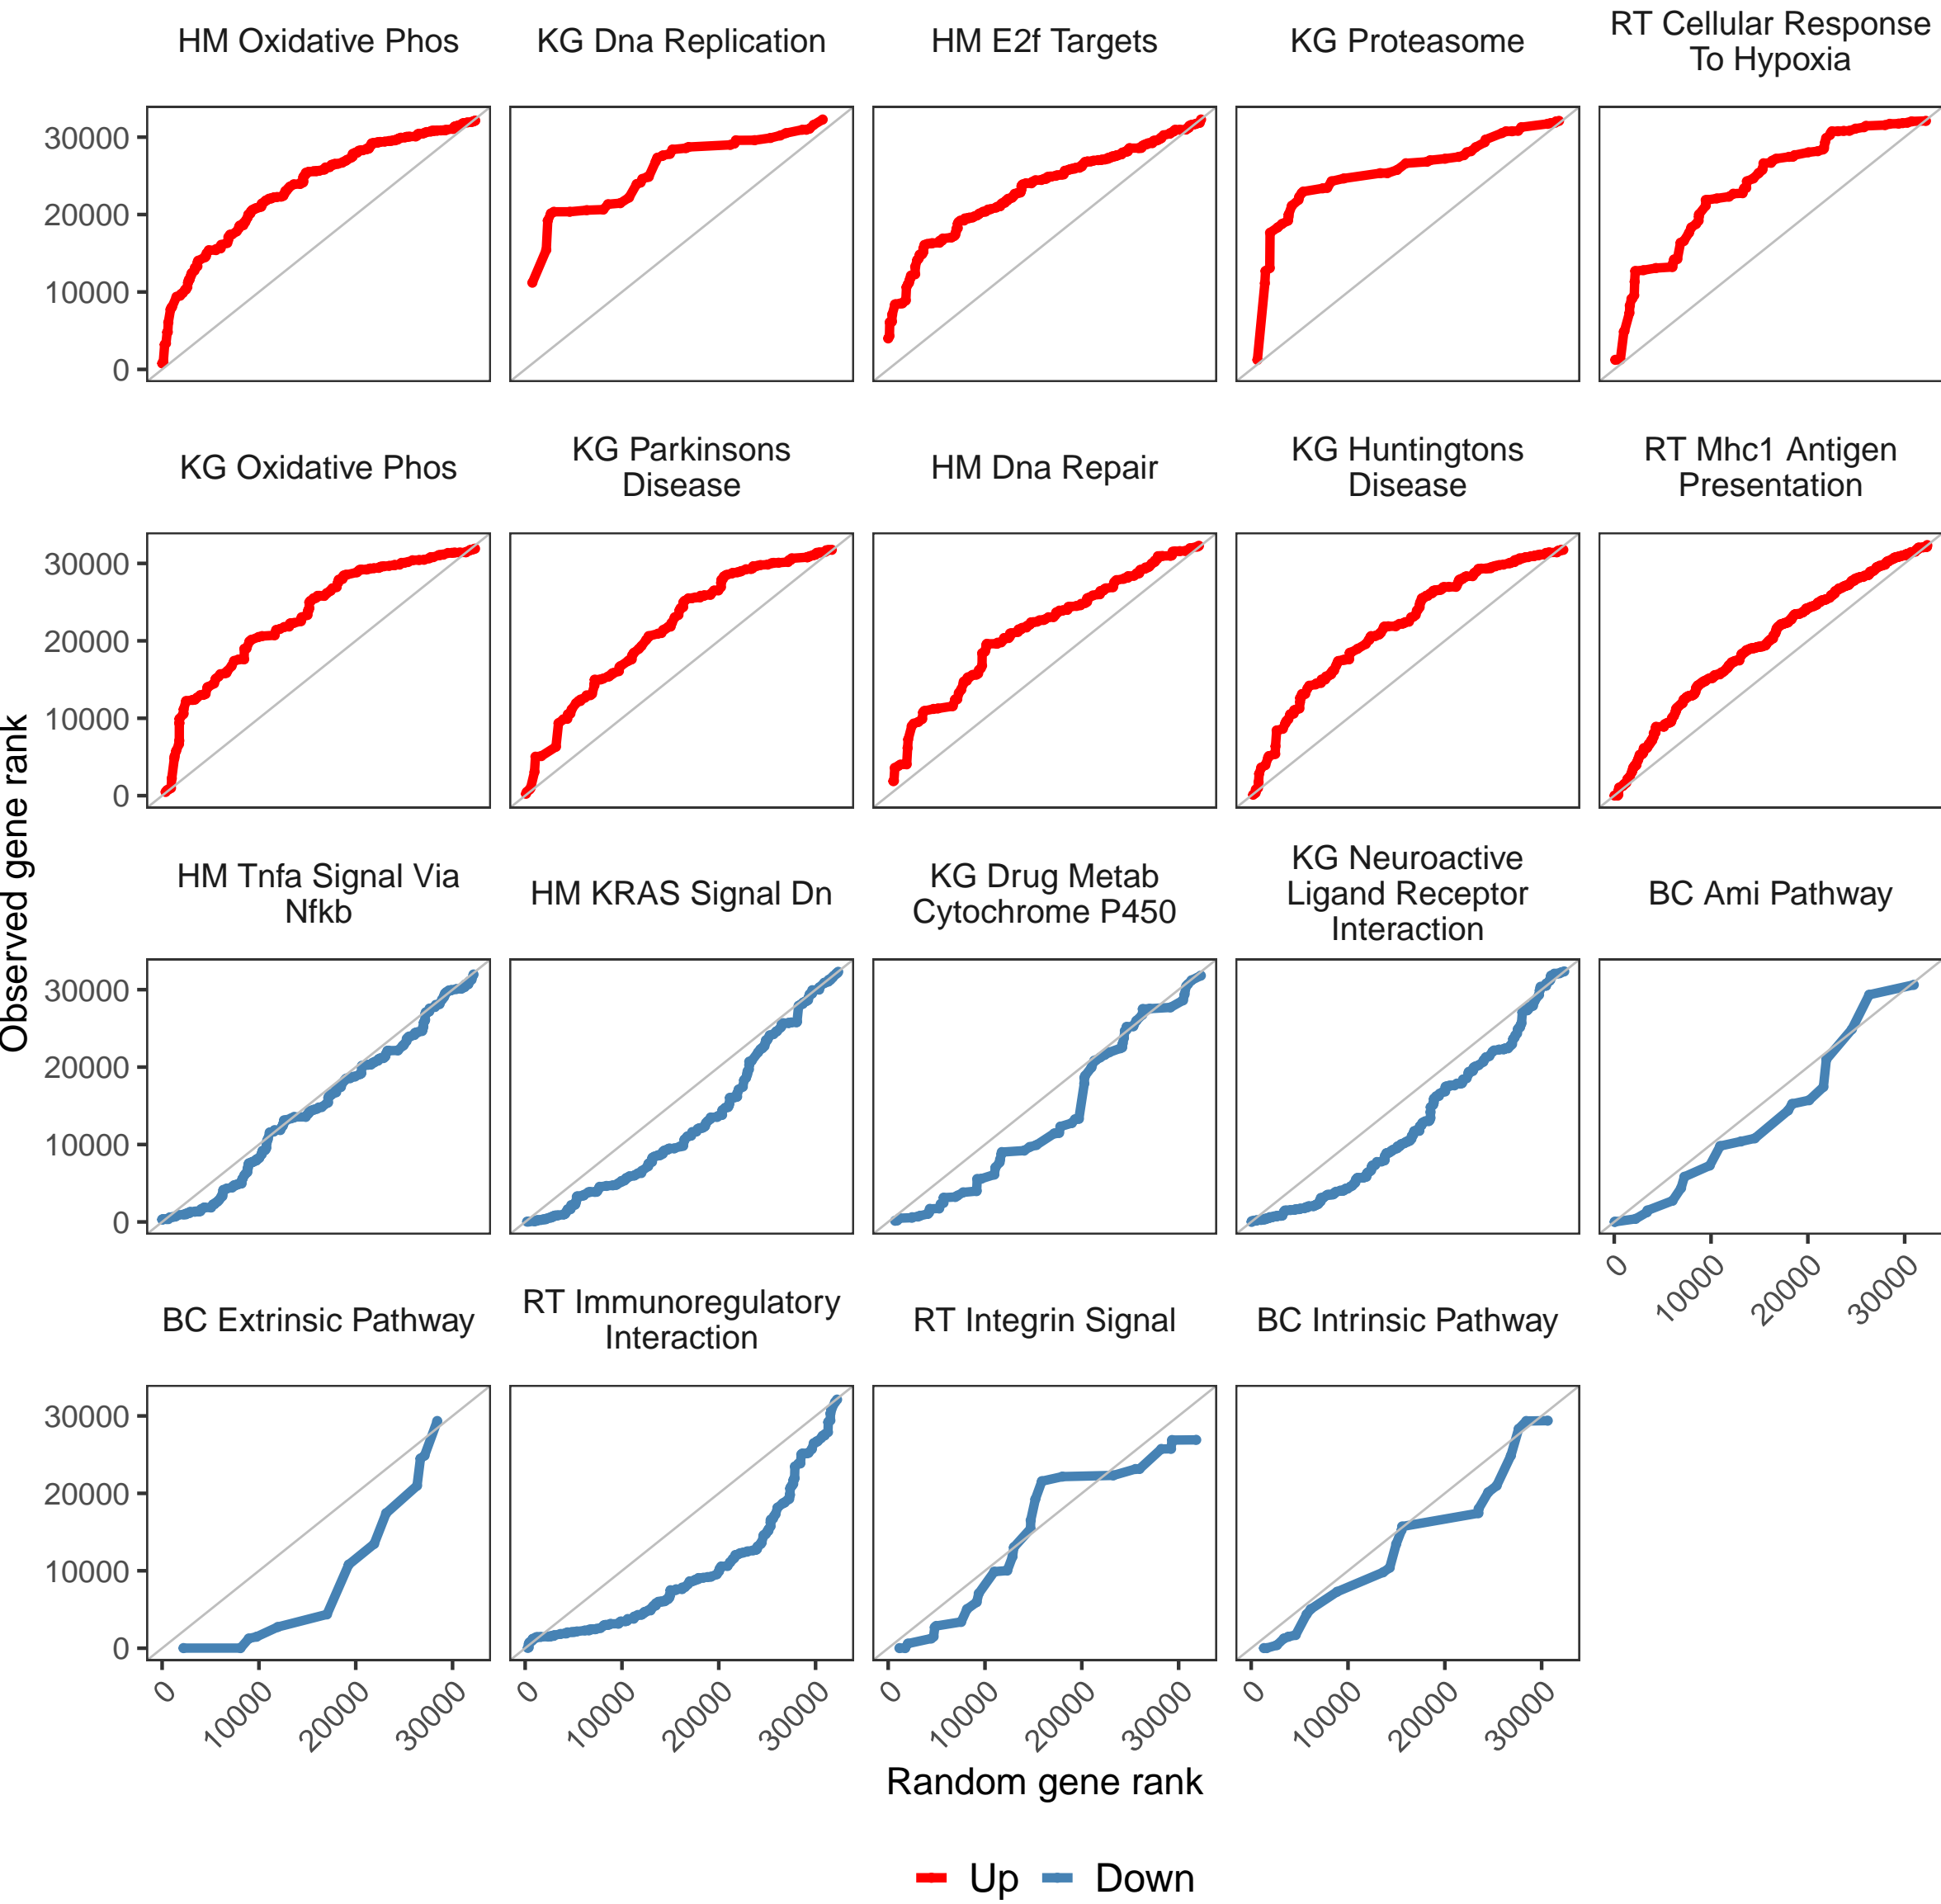 HM Oxidative Phos
KG Dna Replication
HM E2f Targets
KG Proteasome
RT Cellular Response
To Hypoxia
30000
20000
10000
0
KG Oxidative Phos
KG Parkinsons
Disease
HM Dna Repair
KG Huntingtons
Disease
RT Mhc1 Antigen
Presentation
30000
20000
10000
0
Observed gene rank
HM Tnfa Signal Via
Nfkb
HM KRAS Signal Dn
KG Drug Metab
Cytochrome P450
KG Neuroactive
Ligand Receptor
Interaction
BC Ami Pathway
30000
20000
10000
0
0
10000
20000
30000
BC Extrinsic Pathway
RT Immunoregulatory
Interaction
RT Integrin Signal
BC Intrinsic Pathway
30000
20000
10000
0
0
10000
20000
30000
0
10000
20000
30000
0
10000
20000
30000
0
10000
20000
30000
Random gene rank
Up
Down